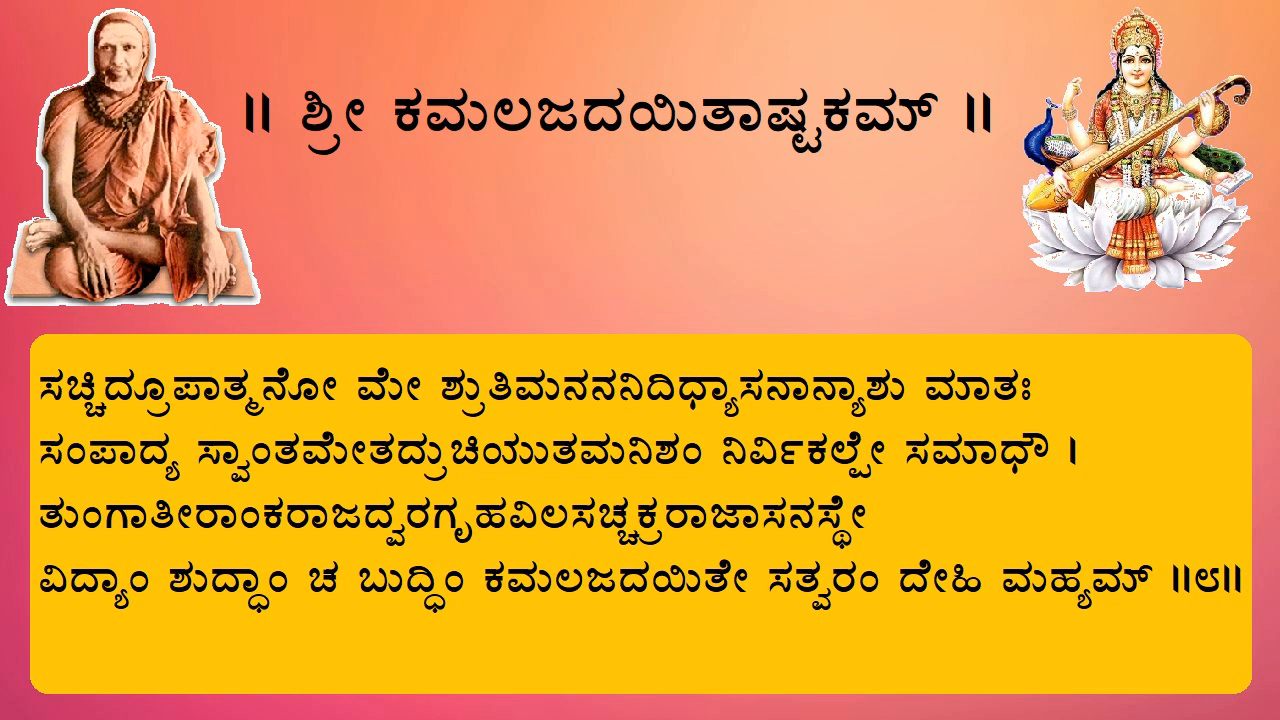 ॥ ಶ್ರೀ ಕಮಲಜದಯಿತಾಷ್ಟಕಮ್ ॥
ಸಚ್ಚಿದ್ರೂಪಾತ್ಮನೋ ಮೇ ಶ್ರುತಿಮನನನಿದಿಧ್ಯಾಸನಾನ್ಯಾಶು ಮಾತಃ
ಸಂಪಾದ್ಯ ಸ್ವಾಂತಮೇತದ್ರುಚಿಯುತಮನಿಶಂ ನಿರ್ವಿಕಲ್ಪೇ ಸಮಾಧೌ ।
ತುಂಗಾತೀರಾಂಕರಾಜದ್ವರಗೃಹವಿಲಸಚ್ಚಕ್ರರಾಜಾಸನಸ್ಥೇ
ವಿದ್ಯಾಂ ಶುದ್ಧಾಂ ಚ ಬುದ್ಧಿಂ ಕಮಲಜದಯಿತೇ ಸತ್ವರಂ ದೇಹಿ ಮಹ್ಯಮ್ ॥೮॥